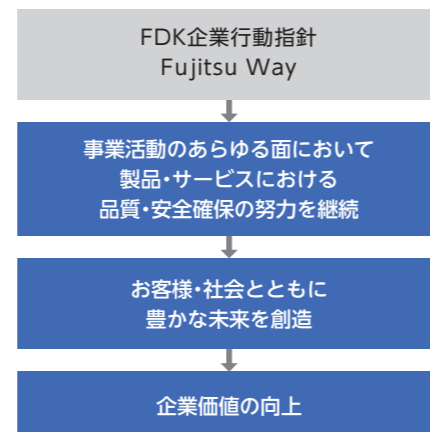 FDK企業行動指針
Fujitsu Way
事業活動のあらゆる面において
製品・サービスにおける
品質・安全確保の努力を継続
お客様・社会とともに
豊かな未来を創造
企業価値の向上